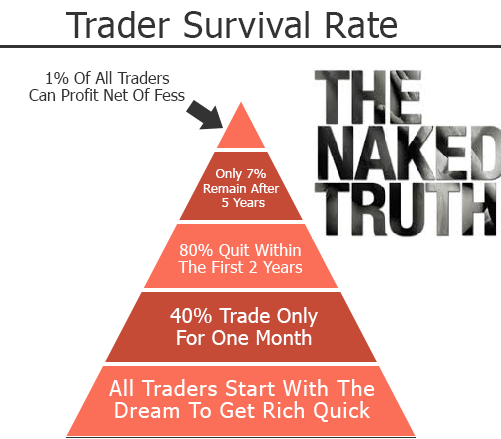 Trader Survival Rate
1% Of All Traders
Can Profit Net Of Fess
THE
NAKED
TRUTH
Only 7%
Remain After
5 Years
80% Quit Within
The First 2 Years
40% Trade Only
For One Month
All Traders Start With The
Dream To Get Rich Quick